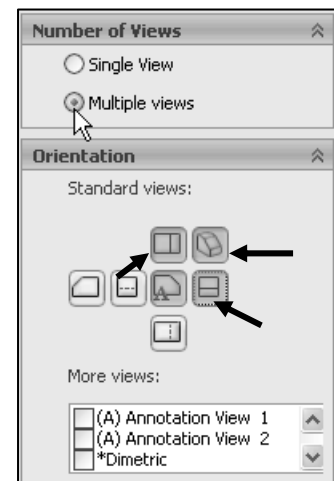 Number of Views
Single View
Multiple views
Orientation
Standard views:
A
More views:
(A) Annotation View 1
(A) Annotation View 2
*Dimetric